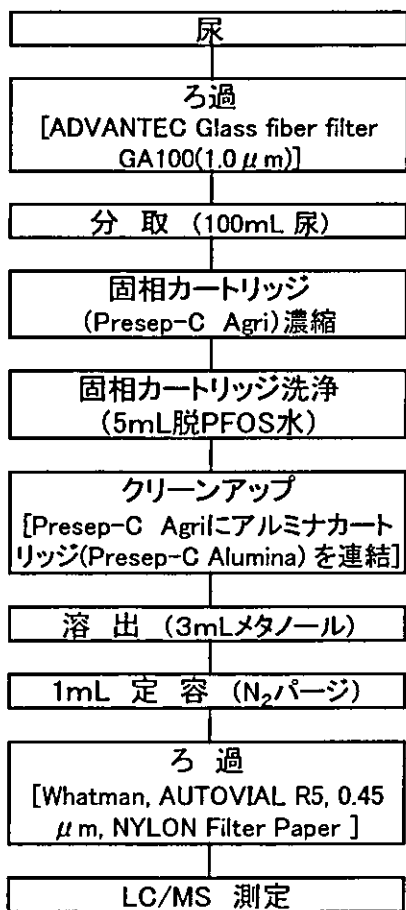 尿
ろ過
[ADVANTEC Glass fiber filter
GA100(1.0μm)]
分 取 (100mL 尿)
固相カートリッジ
(Presep-C Agri)濃縮
固相カートリッジ洗浄
(5mL脱PFOS水)
クリーンアップ
[Presep-C Agriにアルミナカート
リッジ(Presep-C Alumina) を連結]
溶 出 (3mLメタノール)
1mL 定 容 (N₂パージ)
ろ 過
[Whatman, AUTOVIAL R5, 0.45
μm, NYLON Filter Paper ]
LC/MS 測定